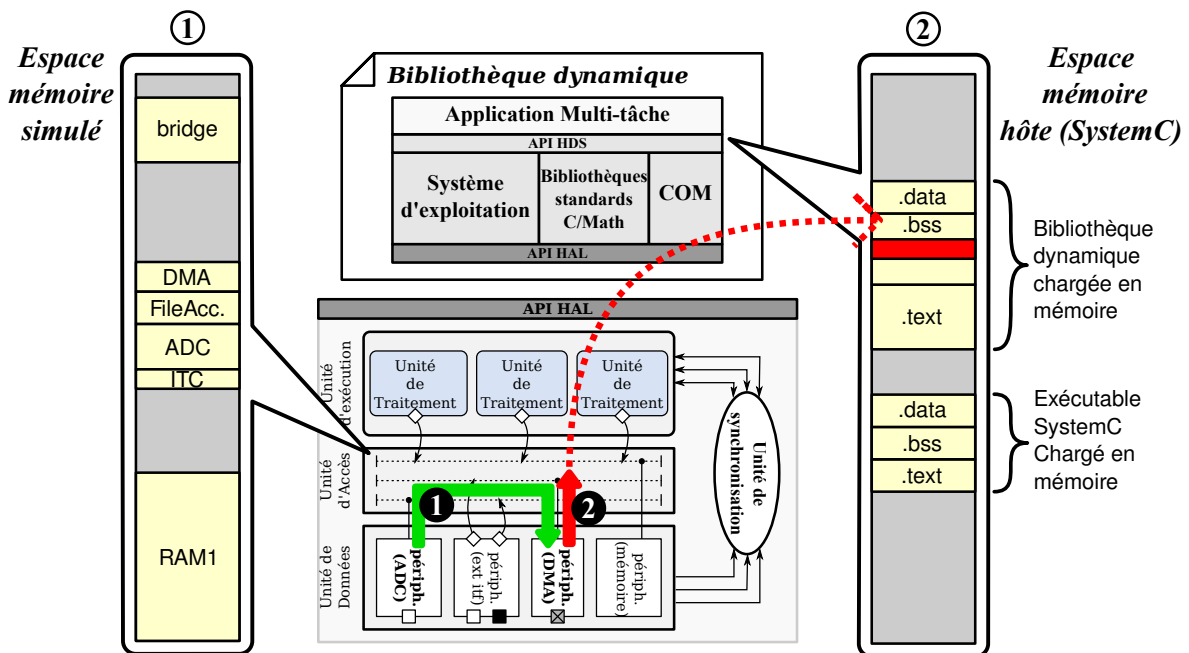 ①
Espace
mémoire
simulé
bridge
DMA
FileAcc.
ADC
ITC
RAM1
Bibliothèque dynamique
Application Multi-tâche
API HDS
Système
d'exploitation
Bibliothèques
standards
C/Math
COM
API HAL
API HAL
Unité
d'exécution
Unité
de
Traitement
Unité
de
Traitement
Unité
de
Traitement
Unité
d'Accès
1
2
Unité de
Données
périph.
(ADC)
périph.
(ext itf)
périph.
(DMA)
périph.
(mémoire)
Unité de
synchronisation
②
Espace
mémoire
hôte (SystemC)
.data
.bss
.text
Bibliothèque
dynamique
chargée en
mémoire
.data
.bss
.text
Exécutable
SystemC
Chargé en
mémoire